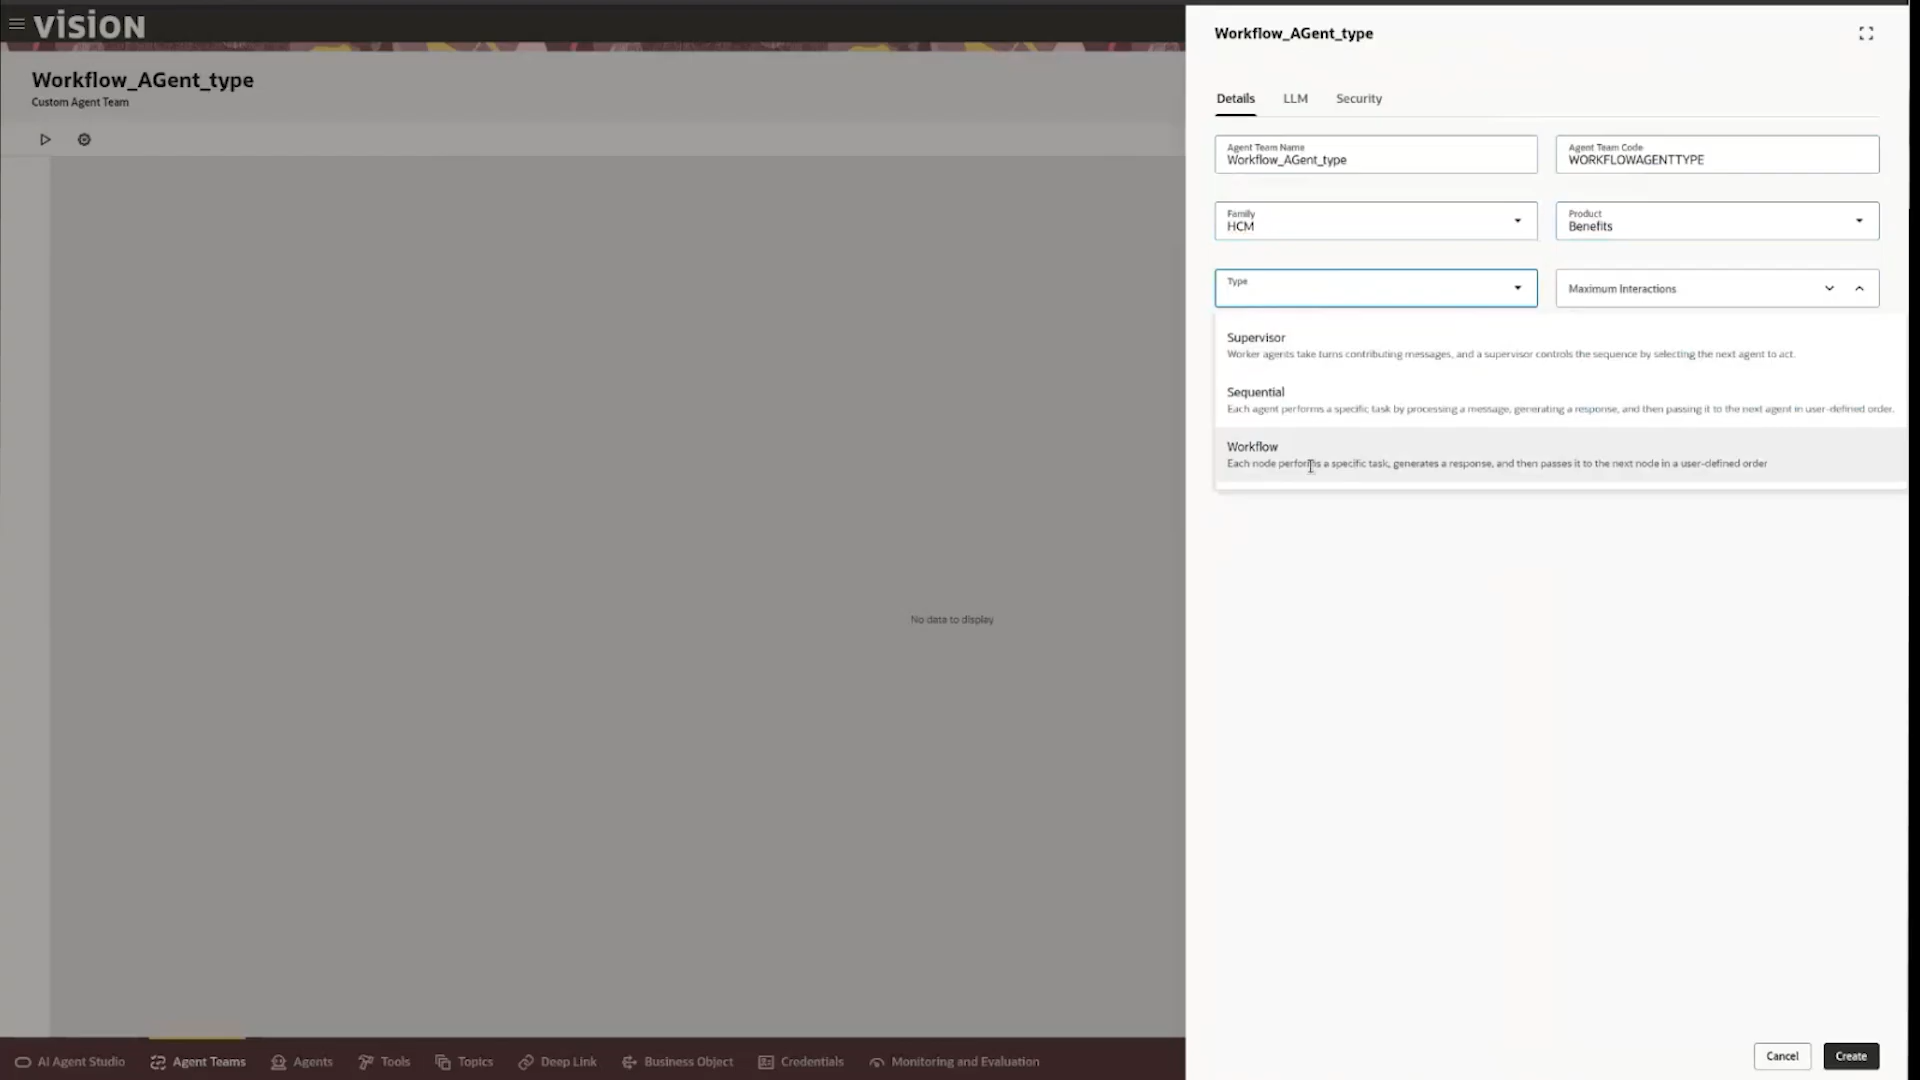 VISION
Workflow_AGent_type
Custom Agent Team
No data to display
AI Agent Studio
Agent Teams
Agents
Tools
Topics
Deep Link
Business Object
Credentials
Monitoring and Evaluation
Workflow_AGent_type
Details
LLM
Security
Agent Team Name
Workflow_AGent_type
Agent Team Code
WORKFLOWAGENTTYPE
Family
HCM
Product
Benefits
Type
Maximum Interactions
Supervisor
Worker agents take turns contributing messages, and a supervisor controls the sequence by selecting the next agent to act.
Sequential
Each agent performs a specific task by processing a message, generating a response, and then passing it to the next agent in user-defined order.
Workflow
Each node performs a specific task, generates a response, and then passes it to the next node in a user-defined order
Cancel
Create